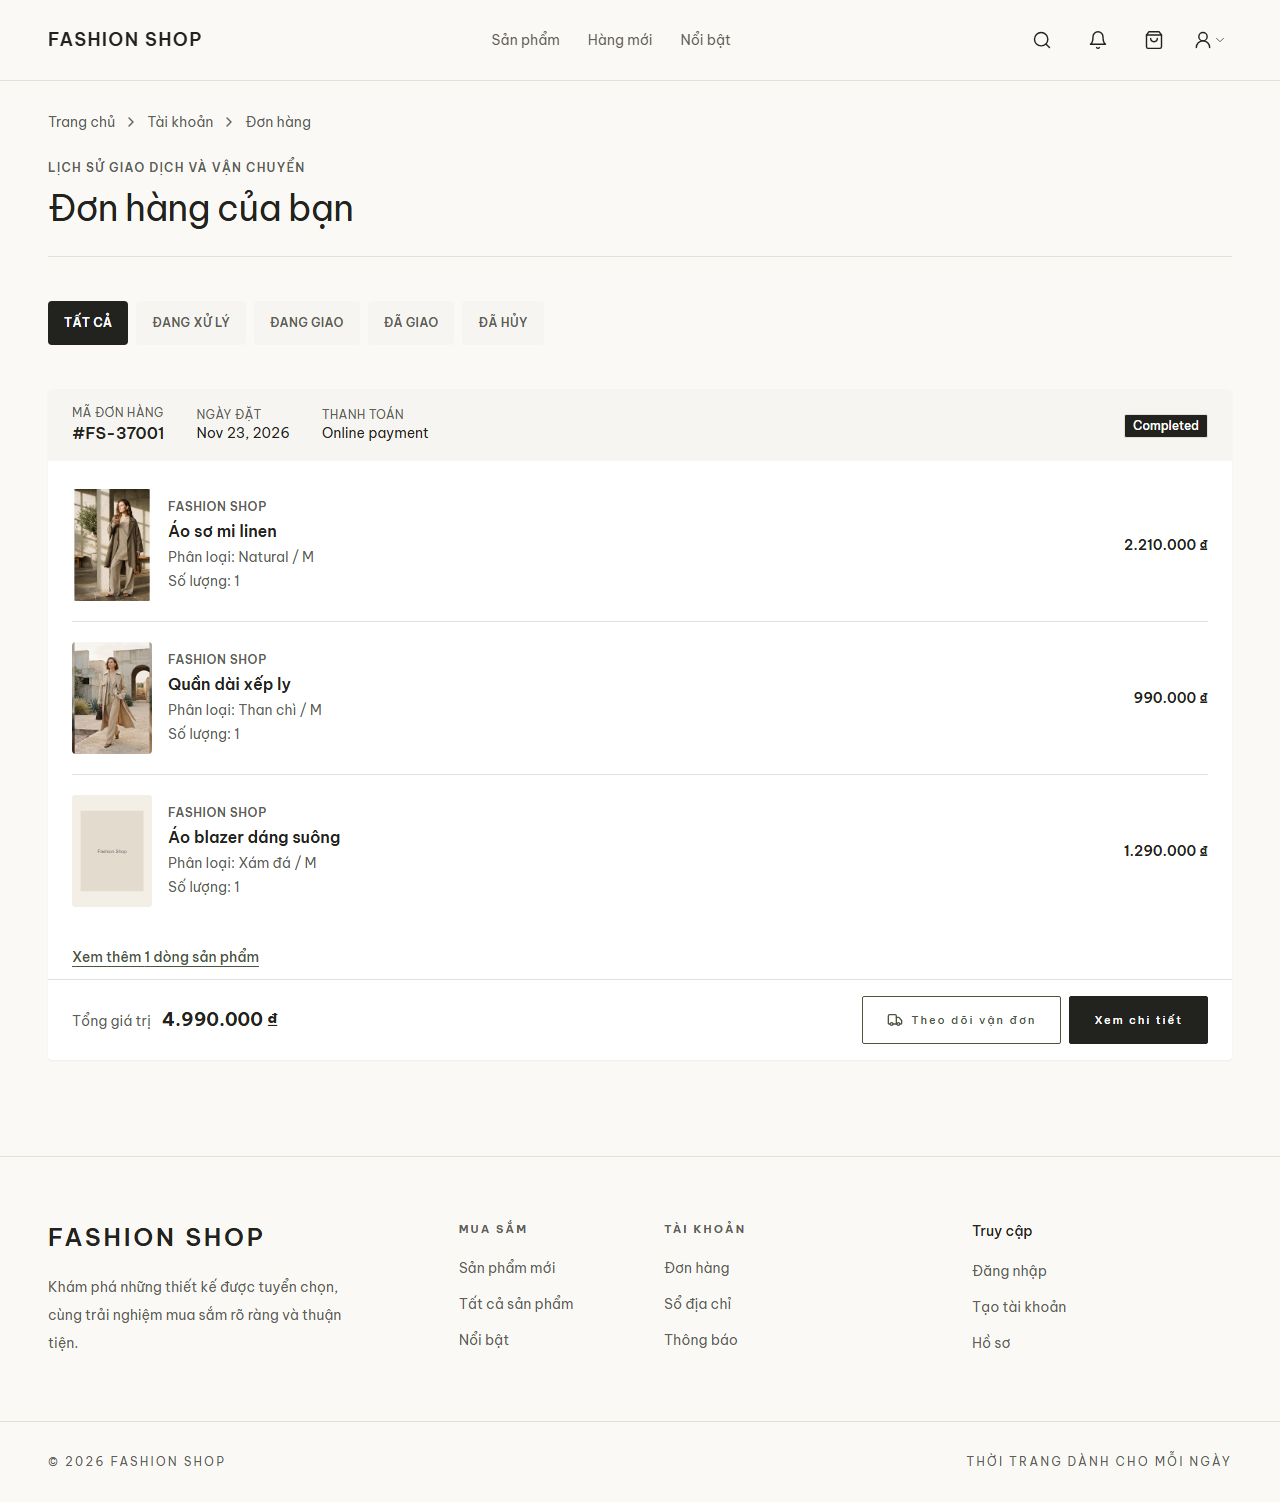 FASHION SHOP
Sản phẩm
Hàng mới
Nổi bật
Trang chủ > Tài khoản > Đơn hàng
LỊCH SỬ GIAO DỊCH VÀ VẬN CHUYỂN
Đơn hàng của bạn
TẤT CẢ
ĐANG XỬ LÝ
ĐANG GIAO
ĐÃ GIAO
ĐÃ HỦY
MÃ ĐƠN HÀNG
#FS-37001
NGÀY ĐẶT
Nov 23, 2026
THANH TOÁN
Online payment
Completed
FASHION SHOP
Áo sơ mi linen
Phân loại: Natural / M
Số lượng: 1
2.210.000 ₫
FASHION SHOP
Quần dài xếp ly
Phân loại: Than chì / M
Số lượng: 1
990.000 ₫
Fashion Shop
FASHION SHOP
Áo blazer dáng suông
Phân loại: Xám đá / M
Số lượng: 1
1.290.000 ₫
Xem thêm 1 dòng sản phẩm
Tổng giá trị 4.990.000 ₫
Theo dõi vận đơn
Xem chi tiết
FASHION SHOP
Khám phá những thiết kế được tuyển chọn,
cùng trải nghiệm mua sắm rõ ràng và thuận
tiện.
MUA SẮM
Sản phẩm mới
Tất cả sản phẩm
Nổi bật
TÀI KHOẢN
Đơn hàng
Sổ địa chỉ
Thông báo
Truy cập
Đăng nhập
Tạo tài khoản
Hồ sơ
© 2026 FASHION SHOP
THỜI TRANG DÀNH CHO MỖI NGÀY